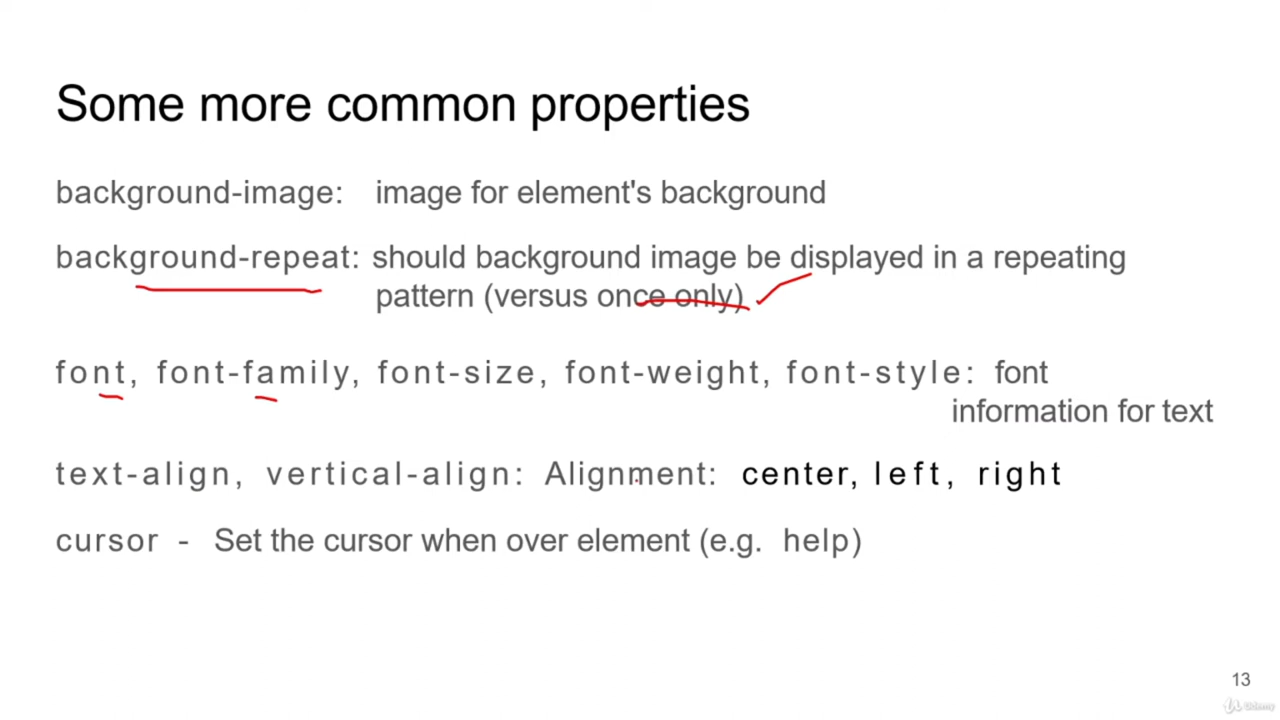 Some more common properties
background-image: image for element's background
background-repeat: should background image be displayed in a repeating
pattern (versus once only)
font, font-family, font-size, font-weight, font-style: font
information for text
text-align, vertical-align: Alignment: center, left, right
cursor - Set the cursor when over element (e.g. help)
13
Udemy